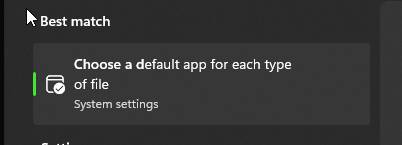 Best match
Choose a default app for each type
of file
System settings